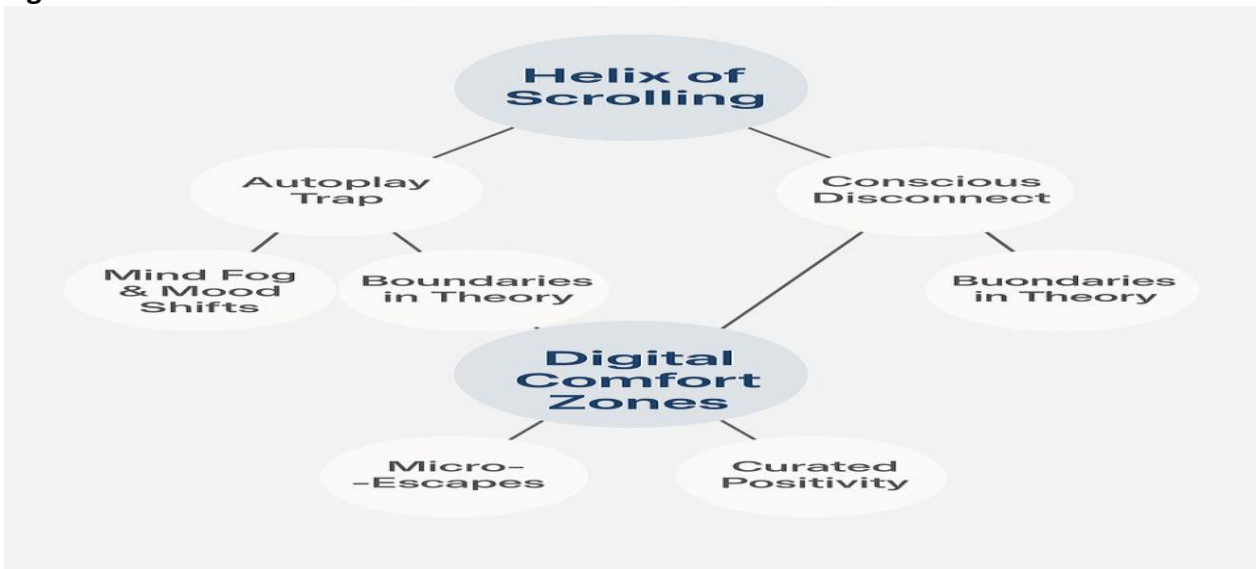 Helix of
Scrolling
Autoplay
Trap
Conscious
Disconnect
Mind Fog
& Mood
Shifts
Boundaries
in Theory
Buondaries
in Theory
Digital
Comfort
Zones
Micro-
-Escapes
Curated
Positivity